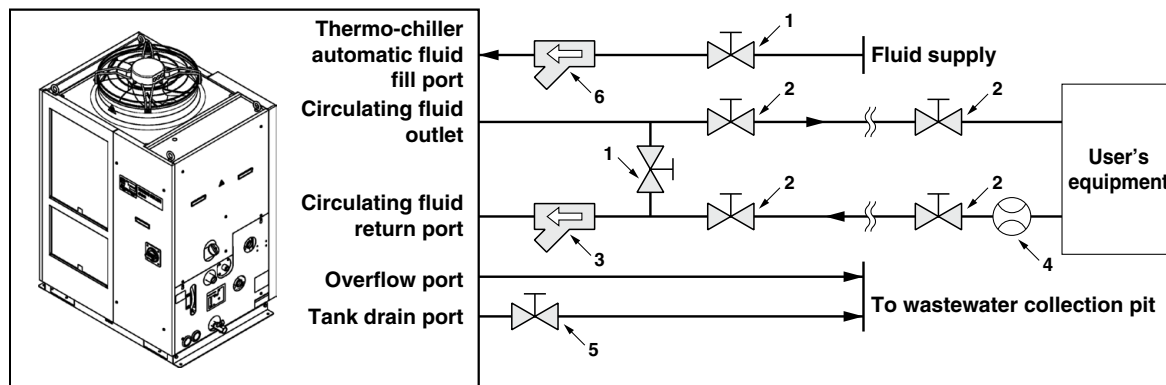 Thermo-chiller
automatic fluid
fill port
1
Fluid supply
6
Circulating fluid
outlet
2
2
1
User's
equipment
Circulating fluid
return port
2
2
3
4
Overflow port
To wastewater collection pit
Tank drain port
5